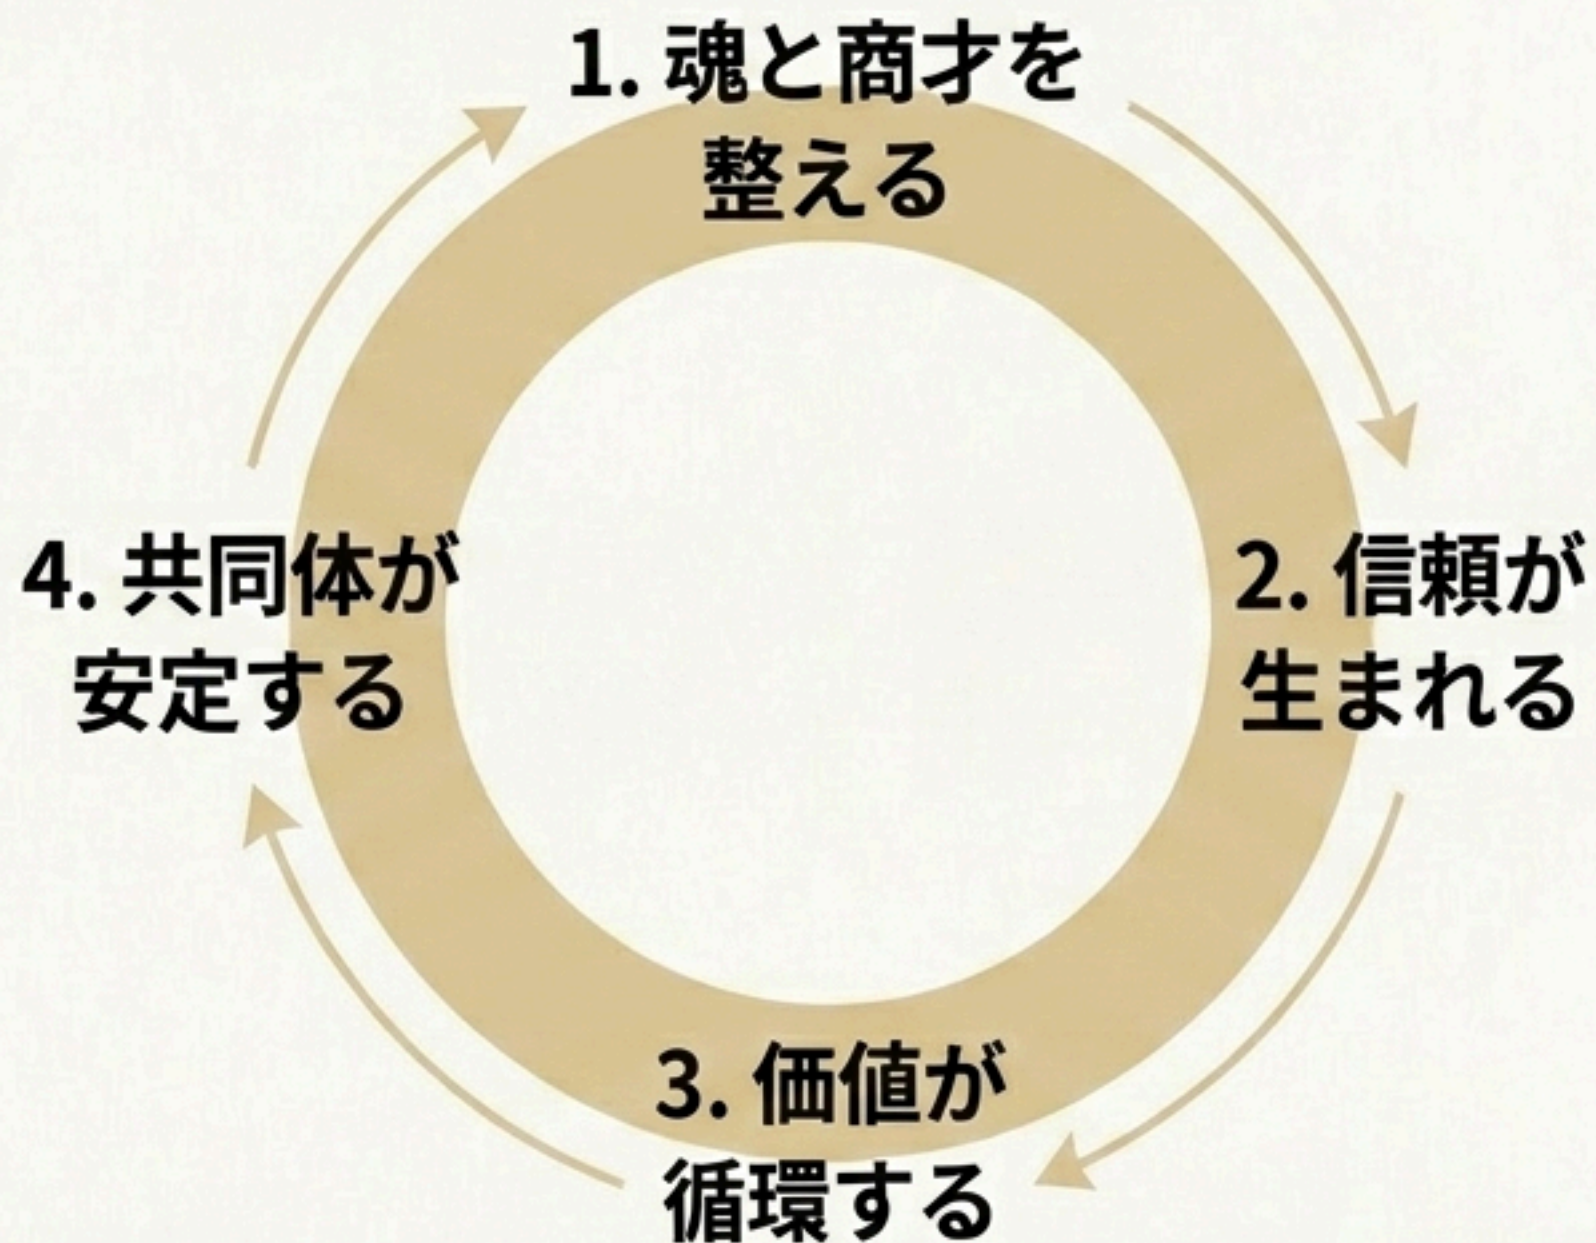 1. 魂と商才を
整える
2. 信頼が
生まれる
3. 価値が
循環する
4. 共同体が
安定する